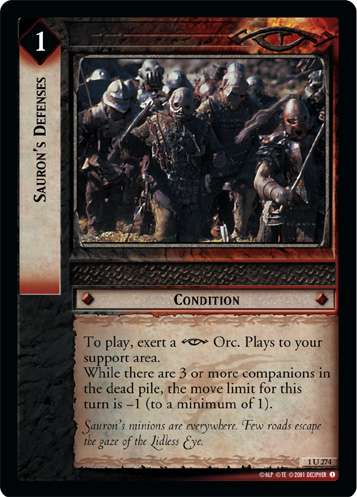 1
SAURON'S DEFENSES
CONDITION
To play, exert a Orc. Plays to your
support area.
While there are 3 or more companions in
the dead pile, the move limit for this
turn is –1 (to a minimum of 1).
Sauron's minions are everywhere. Few roads escape
the gaze of the Lidless Eye.
1 U 274
©NLP ™TE ©2001 DECIPHER